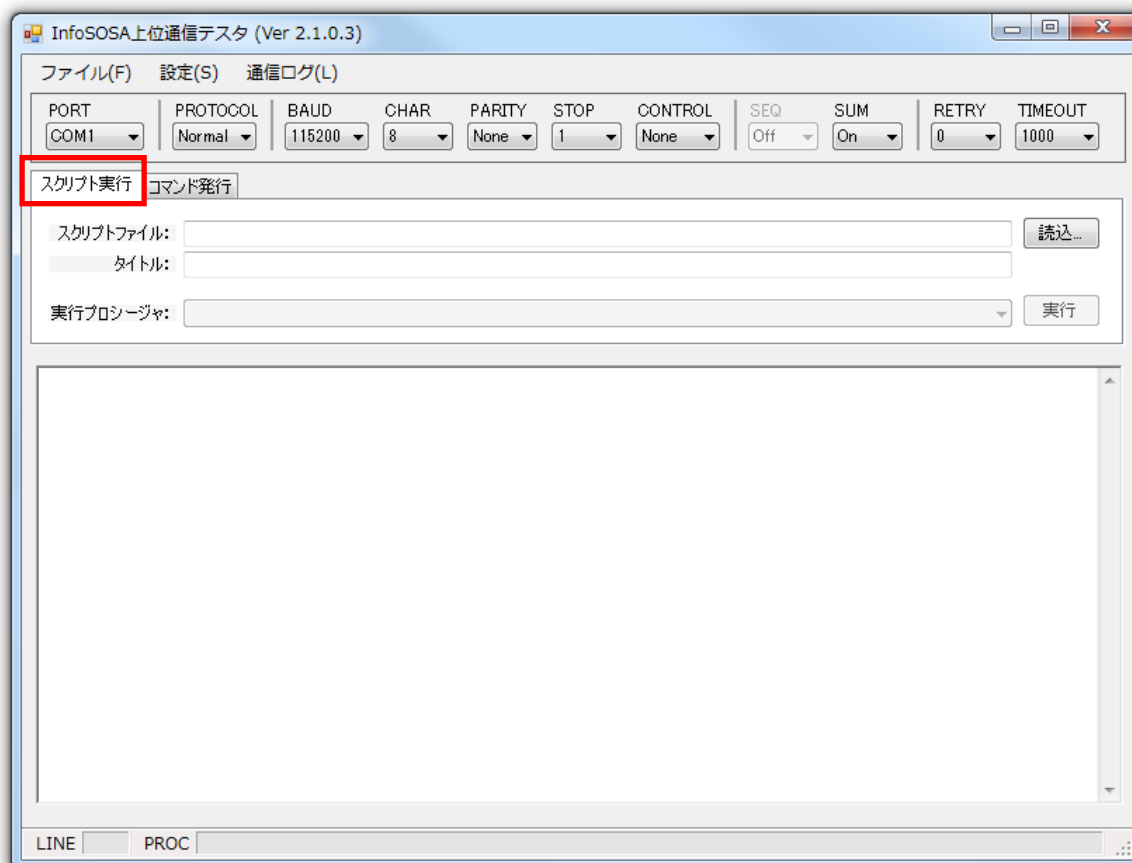 InfoSOSA上位通信テスタ (Ver 2.1.0.3)
ファイル(F) 設定(S) 通信ログ(L)
PORT PROTOCOL BAUD CHAR PARITY STOP CONTROL SEQ SUM RETRY TIMEOUT
COM1 Normal 115200 8 None 1 None Off On 0 1000
スクリプト実行 コマンド発行
スクリプトファイル: 読込...
タイトル:
実行プロシージャ: 実行
LINE PROC